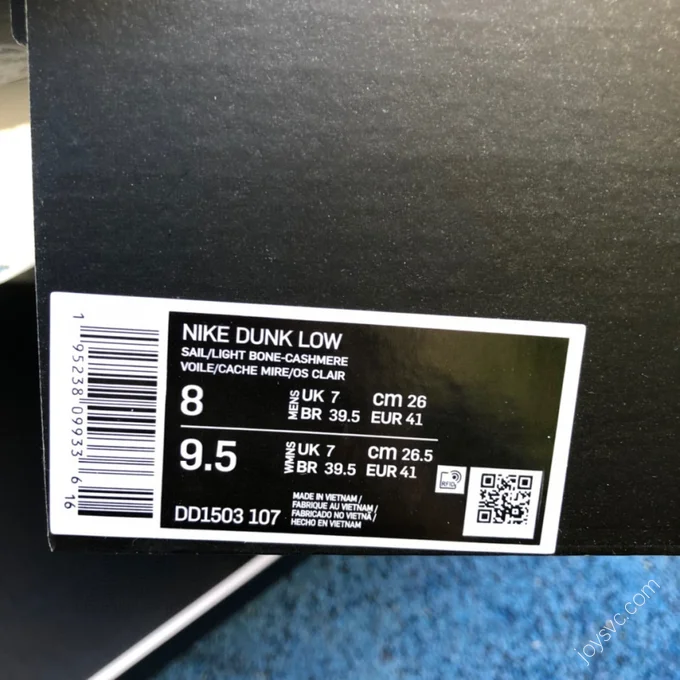 NIKE DUNK LOW
SAIL/LIGHT BONE-CASHMERE
VOILE/CACHE MIRE/OS CLAIR
8 MENS UK 7 cm 26
BR 39.5 EUR 41
9.5 WMNS UK 7 cm 26.5
BR 39.5 EUR 41
DD1503 107
MADE IN VIETNAM /
FABRIQUE AU VIETNAM /
FABRICADO NO VIETNÃ /
HECHO EN VIETNAM
RFID
1 95238 09933 6 16
joysvc.com